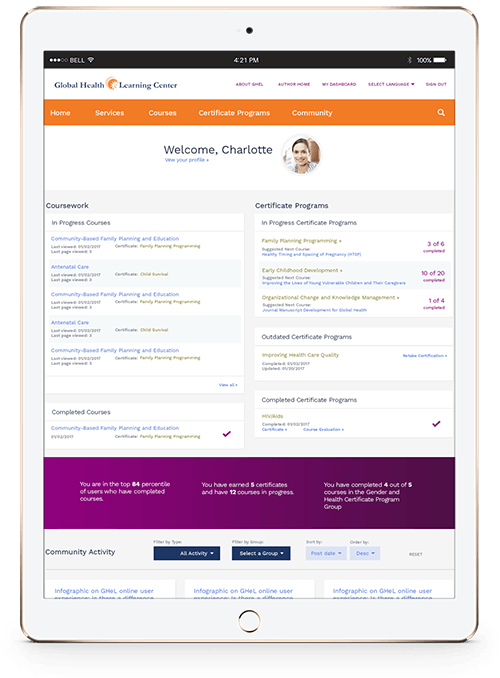 BELL
4:21 PM
100%
Global Health Learning Center
ABOUT GHEL AUTHOR HOME MY DASHBOARD SELECT LANGUAGE SIGN OUT
Home Services Courses Certificate Programs Community
Welcome, Charlotte
View your profile »
Coursework
In Progress Courses
Community-Based Family Planning and Education
Last viewed: 01/02/2017 Certificate: Family Planning Programming
Last page viewed: 3
Antenatal Care
Last viewed: 01/02/2017 Certificate: Child Survival
Last page viewed: 3
Community-Based Family Planning and Education
Last viewed: 01/02/2017 Certificate: Family Planning Programming
Last page viewed: 3
Antenatal Care
Last viewed: 01/02/2017 Certificate: Child Survival
Last page viewed: 3
Community-Based Family Planning and Education
Last viewed: 01/02/2017 Certificate: Family Planning Programming
Last page viewed: 3
View all »
Completed Courses
Community-Based Family Planning and Education
01/02/2017 Certificate: Family Planning Programming
Certificate Programs
In Progress Certificate Programs
Family Planning Programming »
Suggested Next Course:
Healthy Timing and Spacing of Pregnancy (HTSP)
3 of 6
completed
Early Childhood Development »
Suggested Next Course:
Improving the Lives of Young Vulnerable Children and Their Caregivers
10 of 20
completed
Organizational Change and Knowledge Management »
Suggested Next Course:
Journal Manuscript Development for Global Health
1 of 4
completed
Outdated Certificate Programs
Improving Health Care Quality
Completed: 01/02/2017
Updated: 01/20/2017
Retake Certification »
Completed Certificate Programs
HIV/Aids
Completed: 01/02/2017
Certificate » Course Evaluation »
You are in the top 84 percentile
of users who have completed
courses.
You have earned 5 certificates
and have 12 courses in progress.
You have completed 4 out of 5
courses in the Gender and
Health Certificate Program
Group
Community Activity
Filter by Type:
All Activity
Filter by Group:
Select a Group
Sort by:
Post date
Order by:
Desc
RESET
Infographic on GHeL online user
experience: Is there a difference
Infographic on GHeL online user
experience: Is there a difference
Infographic on GHeL online user
experience: Is there a difference